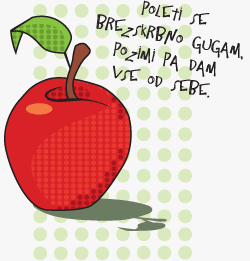 POLETI SE
BREZSKRBNO GUGAM,
POZIMI PA DAM
VSE OD SEBE.